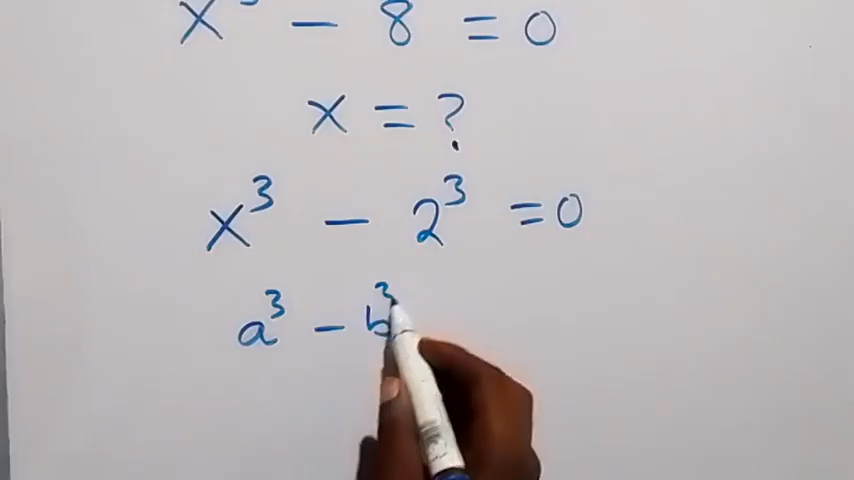 x³ - 8 = 0
x = ?
x³ - 2³ = 0
a³ - b³